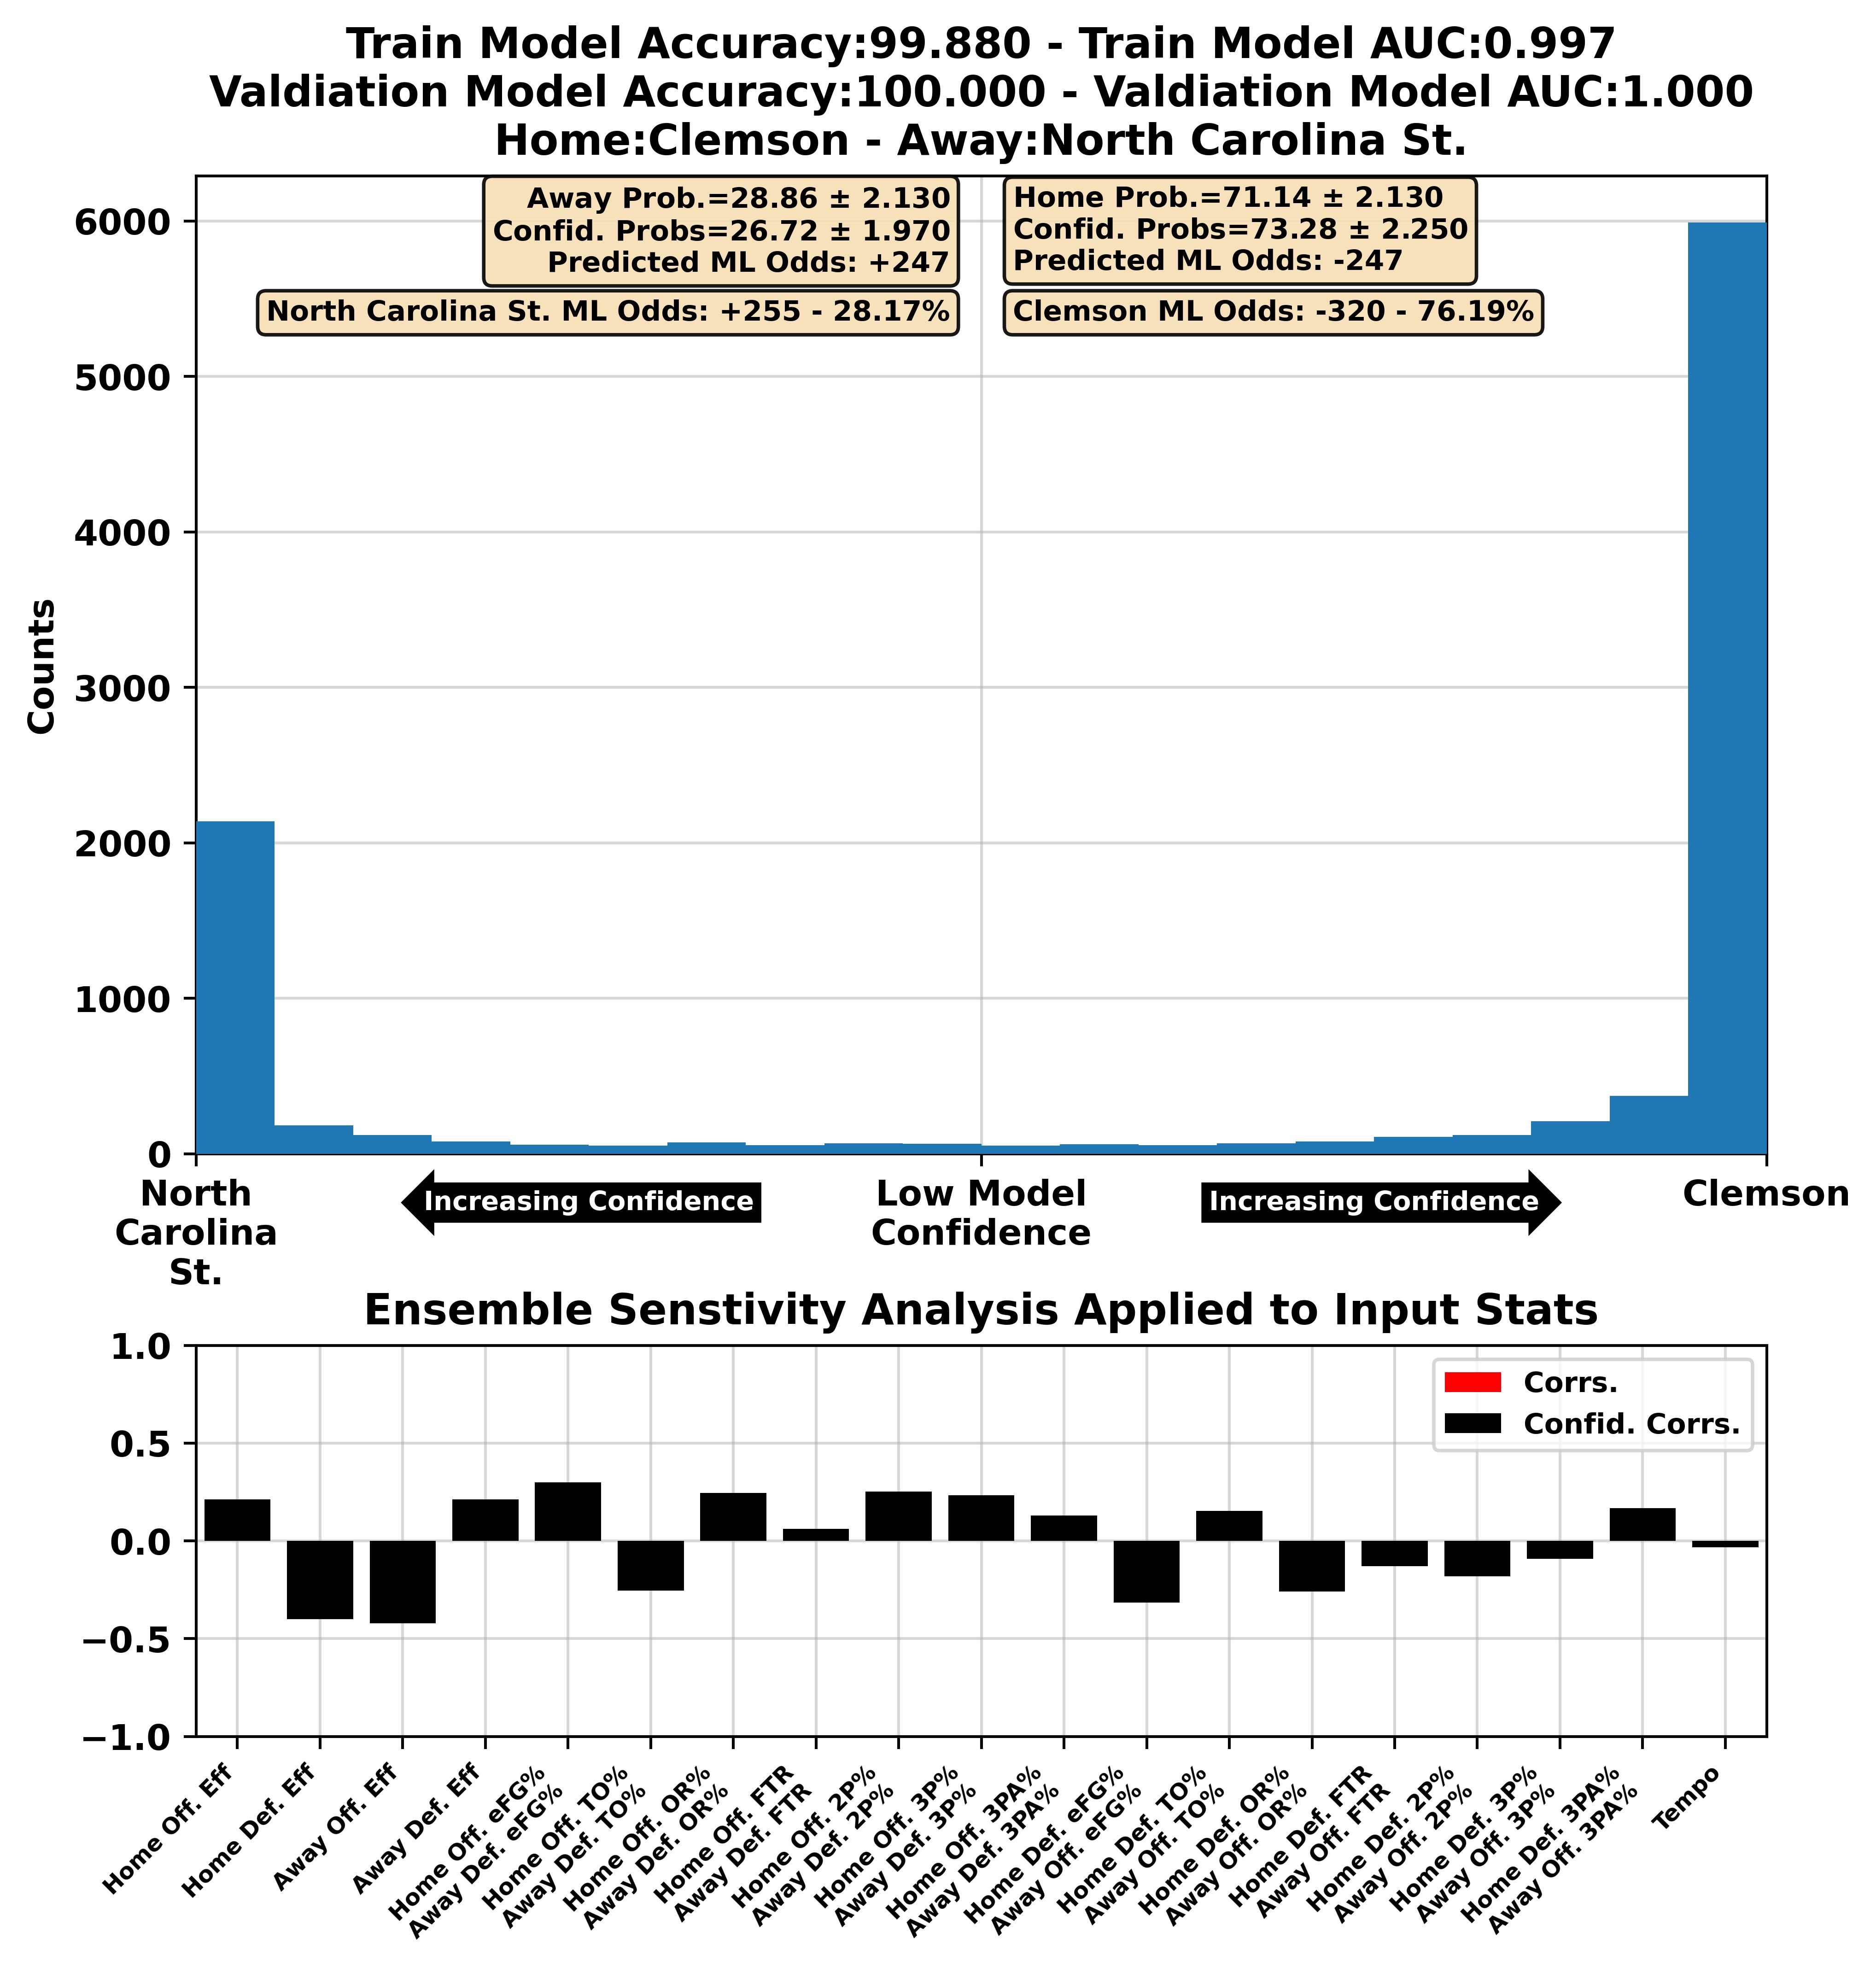 Train Model Accuracy:99.880 - Train Model AUC:0.997
Valdiation Model Accuracy:100.000 - Valdiation Model AUC:1.000
Home:Clemson - Away:North Carolina St.
Away Prob.=28.86 ± 2.130
Confid. Probs=26.72 ± 1.970
Predicted ML Odds: +247
Home Prob.=71.14 ± 2.130
Confid. Probs=73.28 ± 2.250
Predicted ML Odds: -247
North Carolina St. ML Odds: +255 - 28.17%
Clemson ML Odds: -320 - 76.19%
6000
5000
4000
3000
2000
1000
0
Counts
North
Carolina
St.
Increasing Confidence
Low Model
Confidence
Increasing Confidence
Clemson
Ensemble Senstivity Analysis Applied to Input Stats
1.0
0.5
0.0
−0.5
−1.0
Corrs.
Confid. Corrs.
Home Off. Eff
Home Def. Eff
Away Off. Eff
Away Def. Eff
Home Off. eFG%
Away Def. eFG%
Home Off. TO%
Away Def. TO%
Home Off. OR%
Away Def. OR%
Home Off. FTR
Away Def. FTR
Home Off. 2P%
Away Def. 2P%
Home Off. 3P%
Away Def. 3P%
Home Off. 3PA%
Away Def. 3PA%
Home Def. eFG%
Away Off. eFG%
Home Def. TO%
Away Off. TO%
Home Def. OR%
Away Off. OR%
Home Def. FTR
Away Off. FTR
Home Def. 2P%
Away Off. 2P%
Home Def. 3P%
Away Off. 3P%
Home Def. 3PA%
Away Off. 3PA%
Tempo